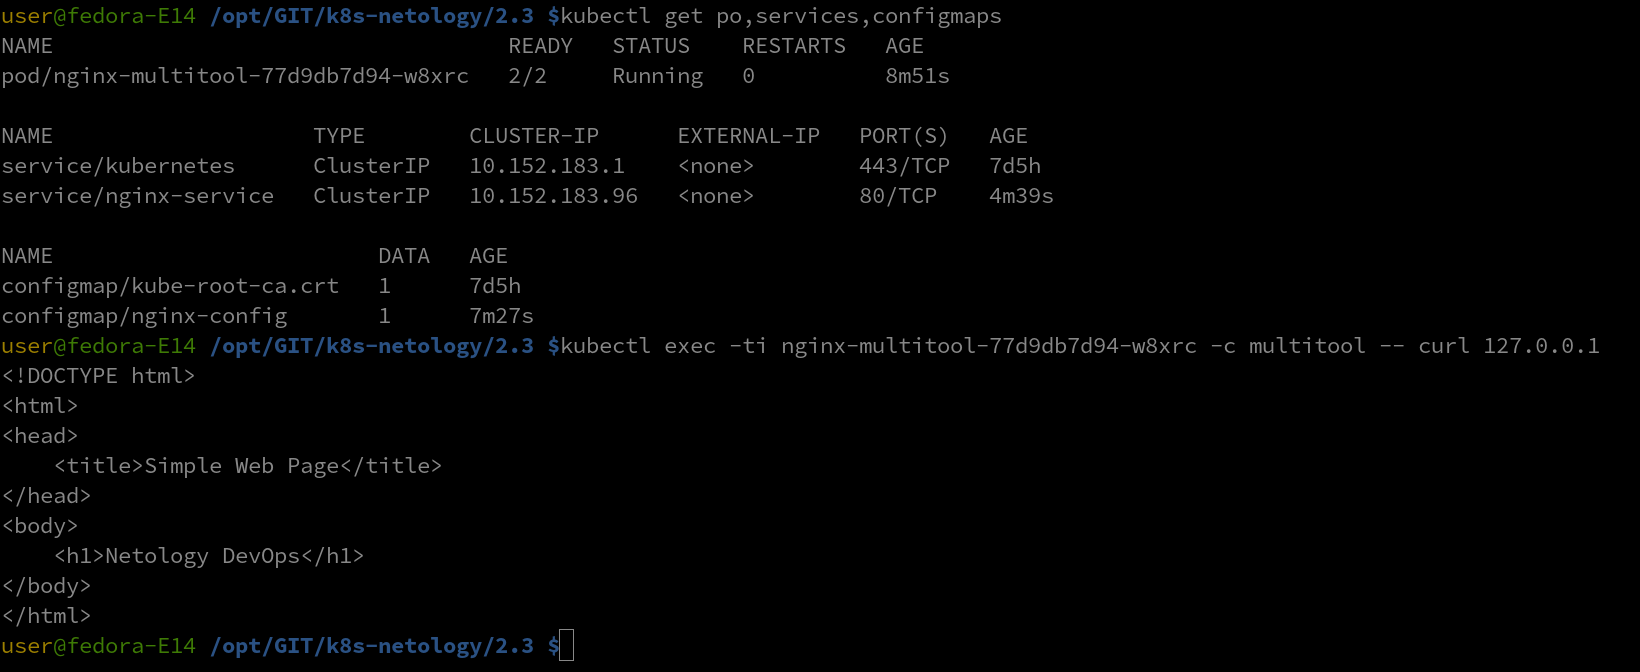 user@fedora-E14 /opt/GIT/k8s-netology/2.3 $kubectl get po,services,configmaps
NAME                                   READY   STATUS    RESTARTS   AGE
pod/nginx-multitool-77d9db7d94-w8xrc   2/2     Running   0          8m51s

NAME                    TYPE        CLUSTER-IP      EXTERNAL-IP   PORT(S)   AGE
service/kubernetes      ClusterIP   10.152.183.1    <none>        443/TCP   7d5h
service/nginx-service   ClusterIP   10.152.183.96   <none>        80/TCP    4m39s

NAME                         DATA   AGE
configmap/kube-root-ca.crt   1      7d5h
configmap/nginx-config       1      7m27s
user@fedora-E14 /opt/GIT/k8s-netology/2.3 $kubectl exec -ti nginx-multitool-77d9db7d94-w8xrc -c multitool -- curl 127.0.0.1
<!DOCTYPE html>
<html>
<head>
    <title>Simple Web Page</title>
</head>
<body>
    <h1>Netology DevOps</h1>
</body>
</html>
user@fedora-E14 /opt/GIT/k8s-netology/2.3 $